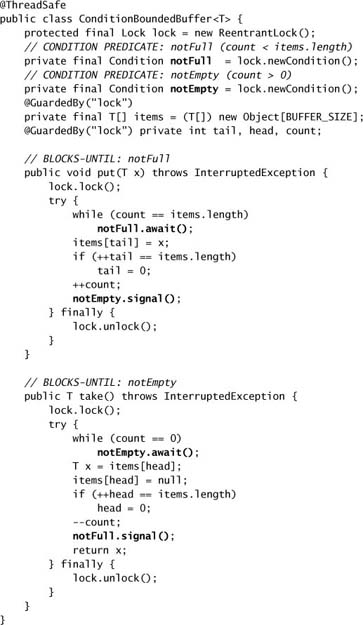 @ThreadSafe
public class ConditionBoundedBuffer<T> {
    protected final Lock lock = new ReentrantLock();
    // CONDITION PREDICATE: notFull (count < items.length)
    private final Condition notFull  = lock.newCondition();
    // CONDITION PREDICATE: notEmpty (count > 0)
    private final Condition notEmpty = lock.newCondition();
    @GuardedBy("lock")
    private final T[] items = (T[]) new Object[BUFFER_SIZE];
    @GuardedBy("lock") private int tail, head, count;

    // BLOCKS-UNTIL: notFull
    public void put(T x) throws InterruptedException {
        lock.lock();
        try {
            while (count == items.length)
                notFull.await();
            items[tail] = x;
            if (++tail == items.length)
                tail = 0;
            ++count;
            notEmpty.signal();
        } finally {
            lock.unlock();
        }
    }

    // BLOCKS-UNTIL: notEmpty
    public T take() throws InterruptedException {
        lock.lock();
        try {
            while (count == 0)
                notEmpty.await();
            T x = items[head];
            items[head] = null;
            if (++head == items.length)
                head = 0;
            --count;
            notFull.signal();
            return x;
        } finally {
            lock.unlock();
        }
    }
}